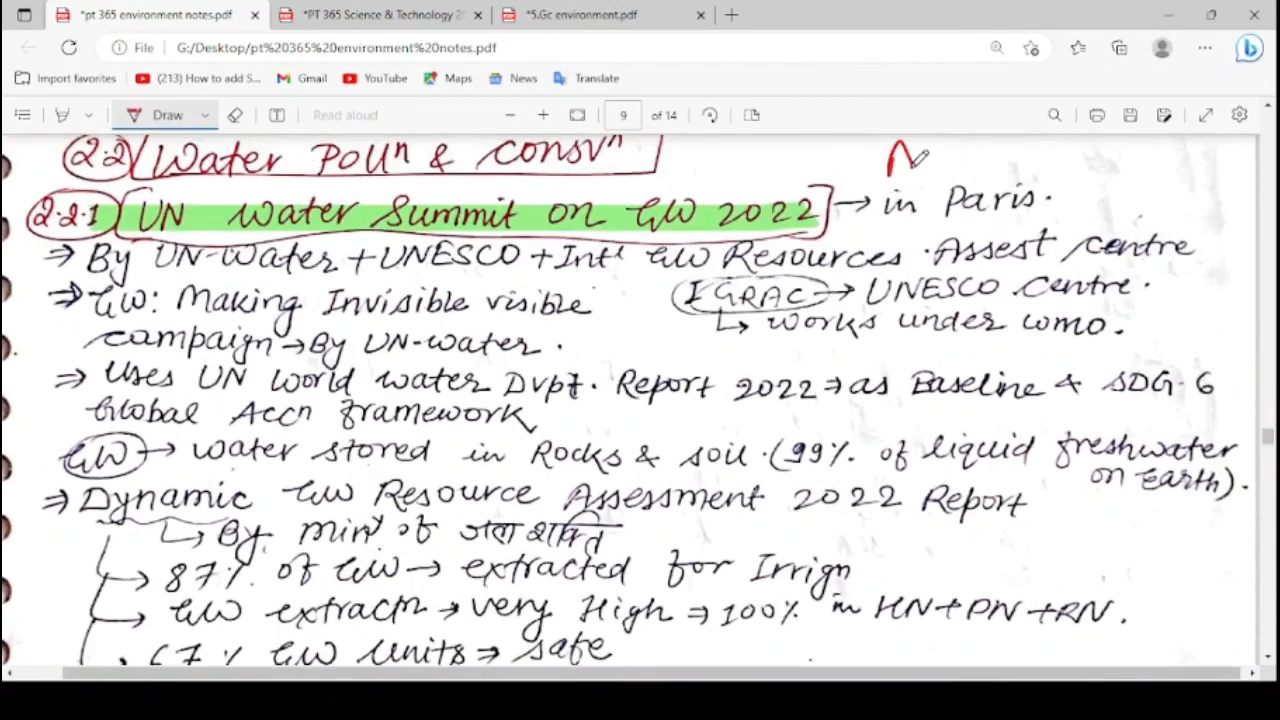 *pt 365 environment notes.pdf
*PT 365 Science & Technology 2
*5.Gc environment.pdf
File G:/Desktop/pt%20365%20environment%20notes.pdf
Import favorites (213) How to add S... Gmail YouTube Maps News Translate
Draw Read aloud 9 of 14
2.2 Water Pollⁿ & Consvⁿ
2.2.1 UN Water Summit on GW 2022 → in Paris.
⇒ By UN-Water + UNESCO + Intˡ GW Resources Assest centre
⇒ GW: Making Invisible visible
IGRAC → UNESCO centre.
↳ works under WMO.
campaign → By UN-Water.
⇒ Uses UN World Water Dvpt. Report 2022 ⇒ as Baseline & SDG-6
Global Accn framework
GW → water stored in Rocks & soil (99% of liquid freshwater
on Earth).
⇒ Dynamic GW Resource Assessment 2022 Report
↳ By minʸ of जल शक्ति
→ 87% of GW → extracted for Irrign
→ GW extractn → very High ⇒ 100% in HN + PN + RN.
67% GW Units ⇒ safe